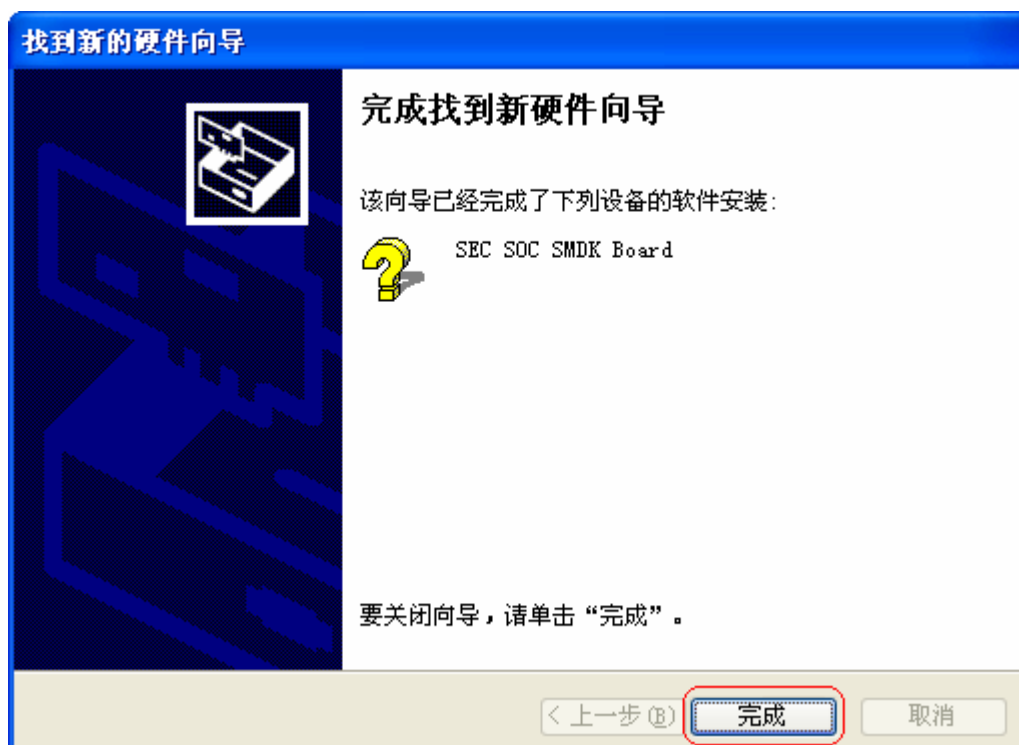 找到新的硬件向导
完成找到新硬件向导
该向导已经完成了下列设备的软件安装:
SEC SOC SMDK Board
要关闭向导，请单击“完成”。
< 上一步(B)
完成
取消